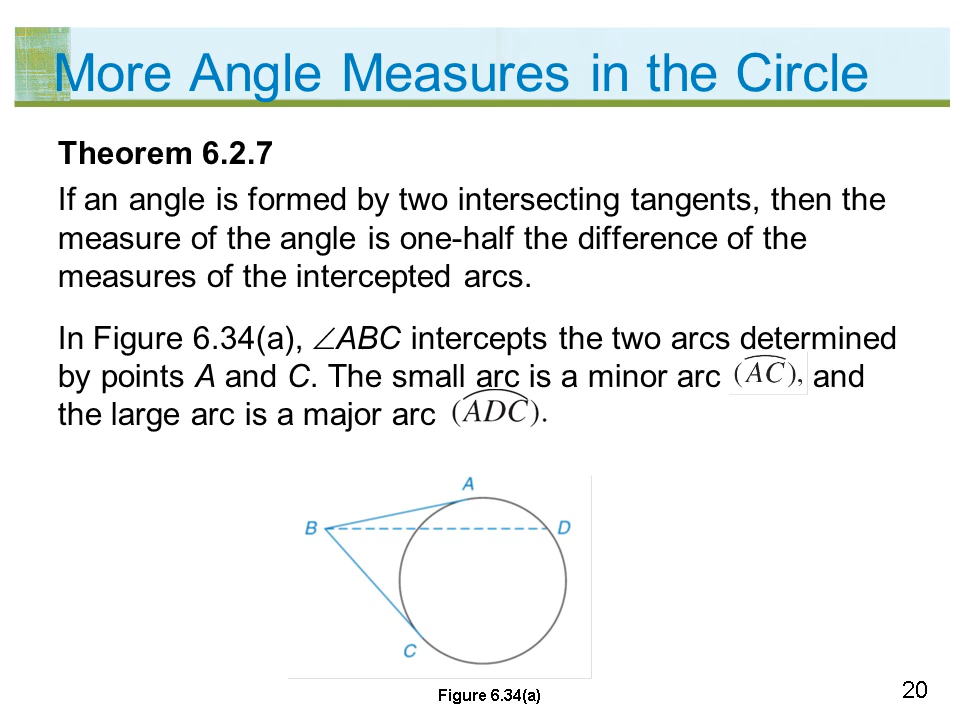 More Angle Measures in the Circle
Theorem 6.2.7
If an angle is formed by two intersecting tangents, then the
measure of the angle is one-half the difference of the
measures of the intercepted arcs.
In Figure 6.34(a), ∠ABC intercepts the two arcs determined
by points A and C. The small arc is a minor arc (AC), and
the large arc is a major arc (ADC).
A
B
D
C
Figure 6.34(a)
20